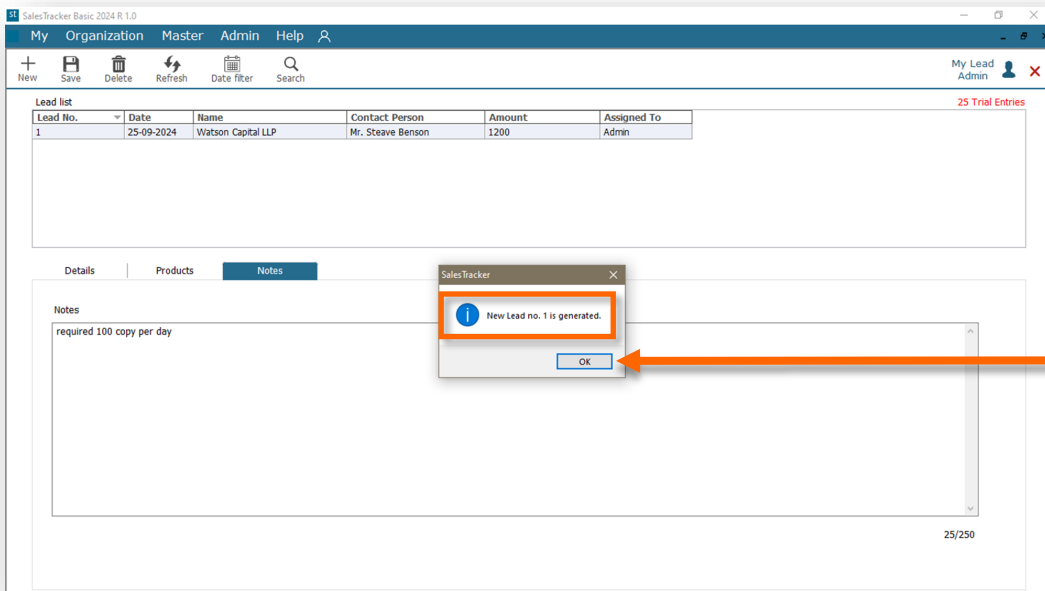 st SalesTracker Basic 2024 R 1.0
My Organization Master Admin Help
New Save Delete Refresh Date filter Search
My Lead
Admin
Lead list
25 Trial Entries
Lead No. Date Name Contact Person Amount Assigned To
1 25-09-2024 Watson Capital LLP Mr. Steave Benson 1200 Admin
Details Products Notes
SalesTracker
New Lead no. 1 is generated.
OK
Notes
required 100 copy per day
25/250